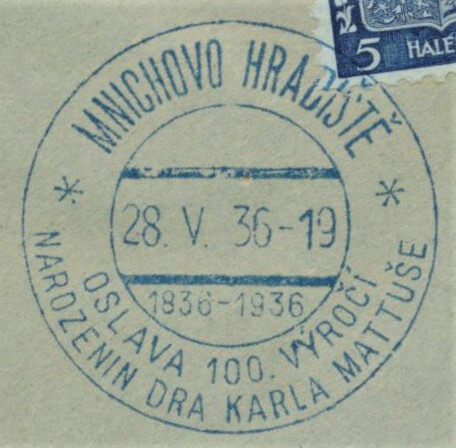 MNICHOVO HRADIŠTĚ
28. V. 36-19
1836-1936
OSLAVA 100. VÝROČÍ
NAROZENIN DRA KARLA MATTUŠE
5 HALÉ